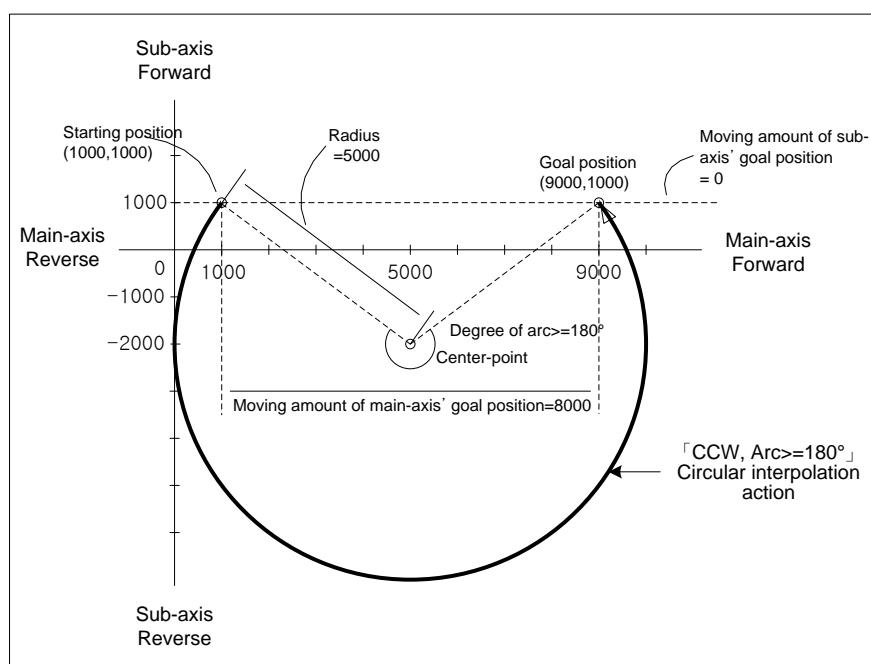 Sub-axis
Forward
Starting position
(1000,1000)
Radius
=5000
Goal position
(9000,1000)
Moving amount of sub-
axis’ goal position
= 0
1000
Main-axis
Reverse
Main-axis
Forward
0
1000
5000
9000
-1000
-2000
Degree of arc>=180°
Center-point
Moving amount of main-axis’ goal position=8000
「CCW, Arc>=180°」
Circular interpolation
action
Sub-axis
Reverse